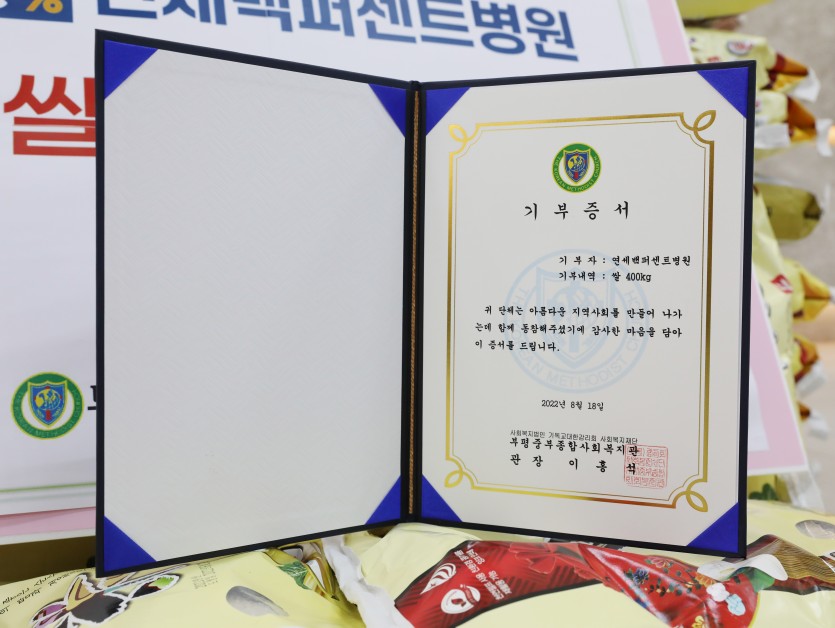 연세백퍼센트병원
쌀
기부증서
기 부 자 : 연세백퍼센트병원
기부내역 : 쌀 400kg
위 단체는 아름다운 지역사회를 만들어 나가
는데 함께 동참해주셨기에 감사한 마음을 담아
이 증서를 드립니다.
2022년 8월 18일
사회복지법인 기독교대한감리회 사회복지재단
부평중부종합사회복지관
관 장 이 홍 석